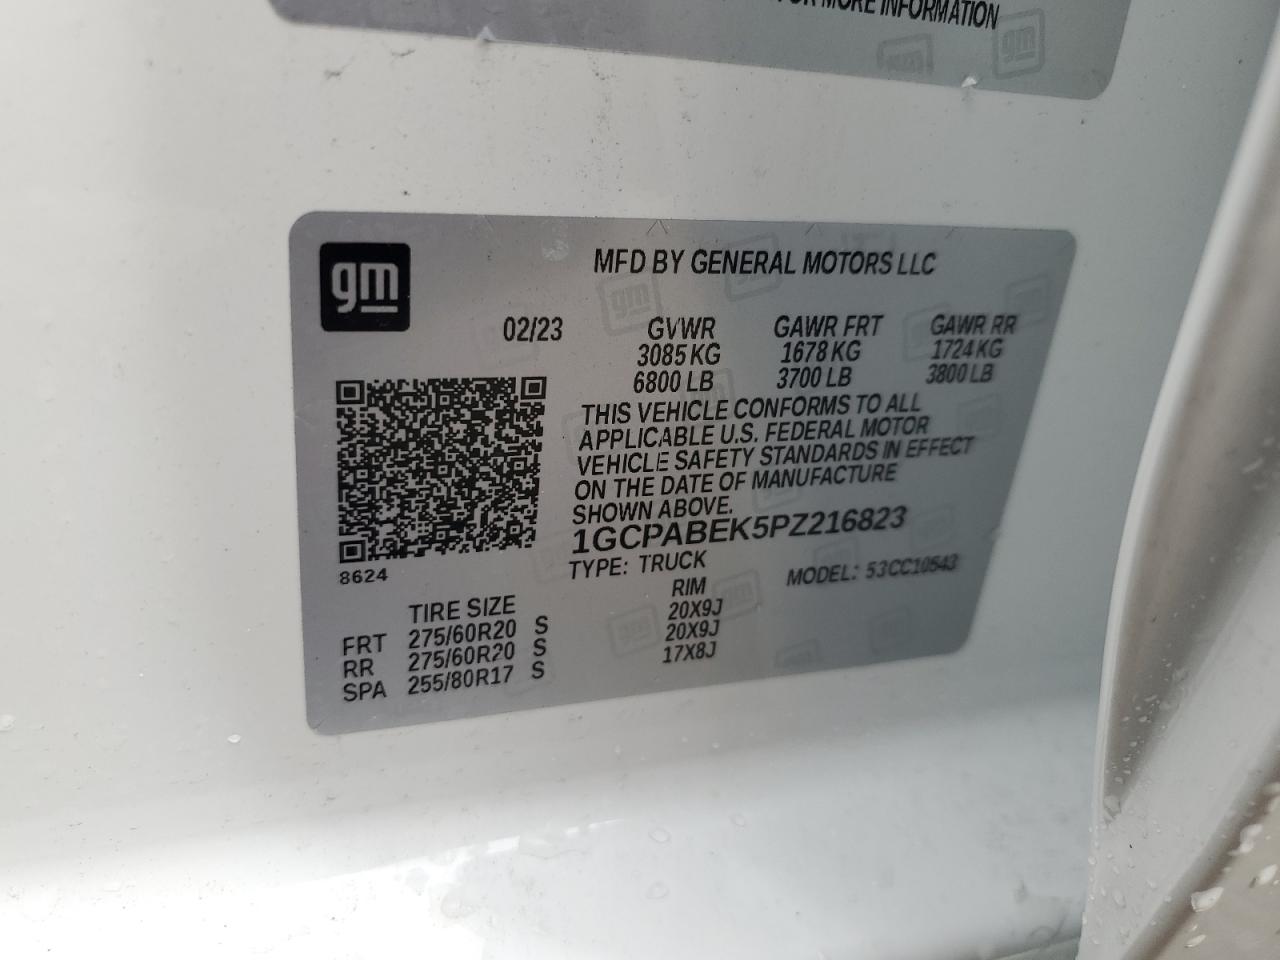 FOR MORE INFORMATION
gm
MFD BY GENERAL MOTORS LLC
02/23 GVWR GAWR FRT GAWR RR
3085 KG 1678 KG 1724 KG
6800 LB 3700 LB 3800 LB
THIS VEHICLE CONFORMS TO ALL
APPLICABLE U.S. FEDERAL MOTOR
VEHICLE SAFETY STANDARDS IN EFFECT
ON THE DATE OF MANUFACTURE
SHOWN ABOVE.
1GCPABEK5PZ216823
8624
TYPE: TRUCK MODEL: 53CC10543
TIRE SIZE RIM
FRT 275/60R20 S 20X9J
RR 275/60R20 S 20X9J
SPA 255/80R17 S 17X8J